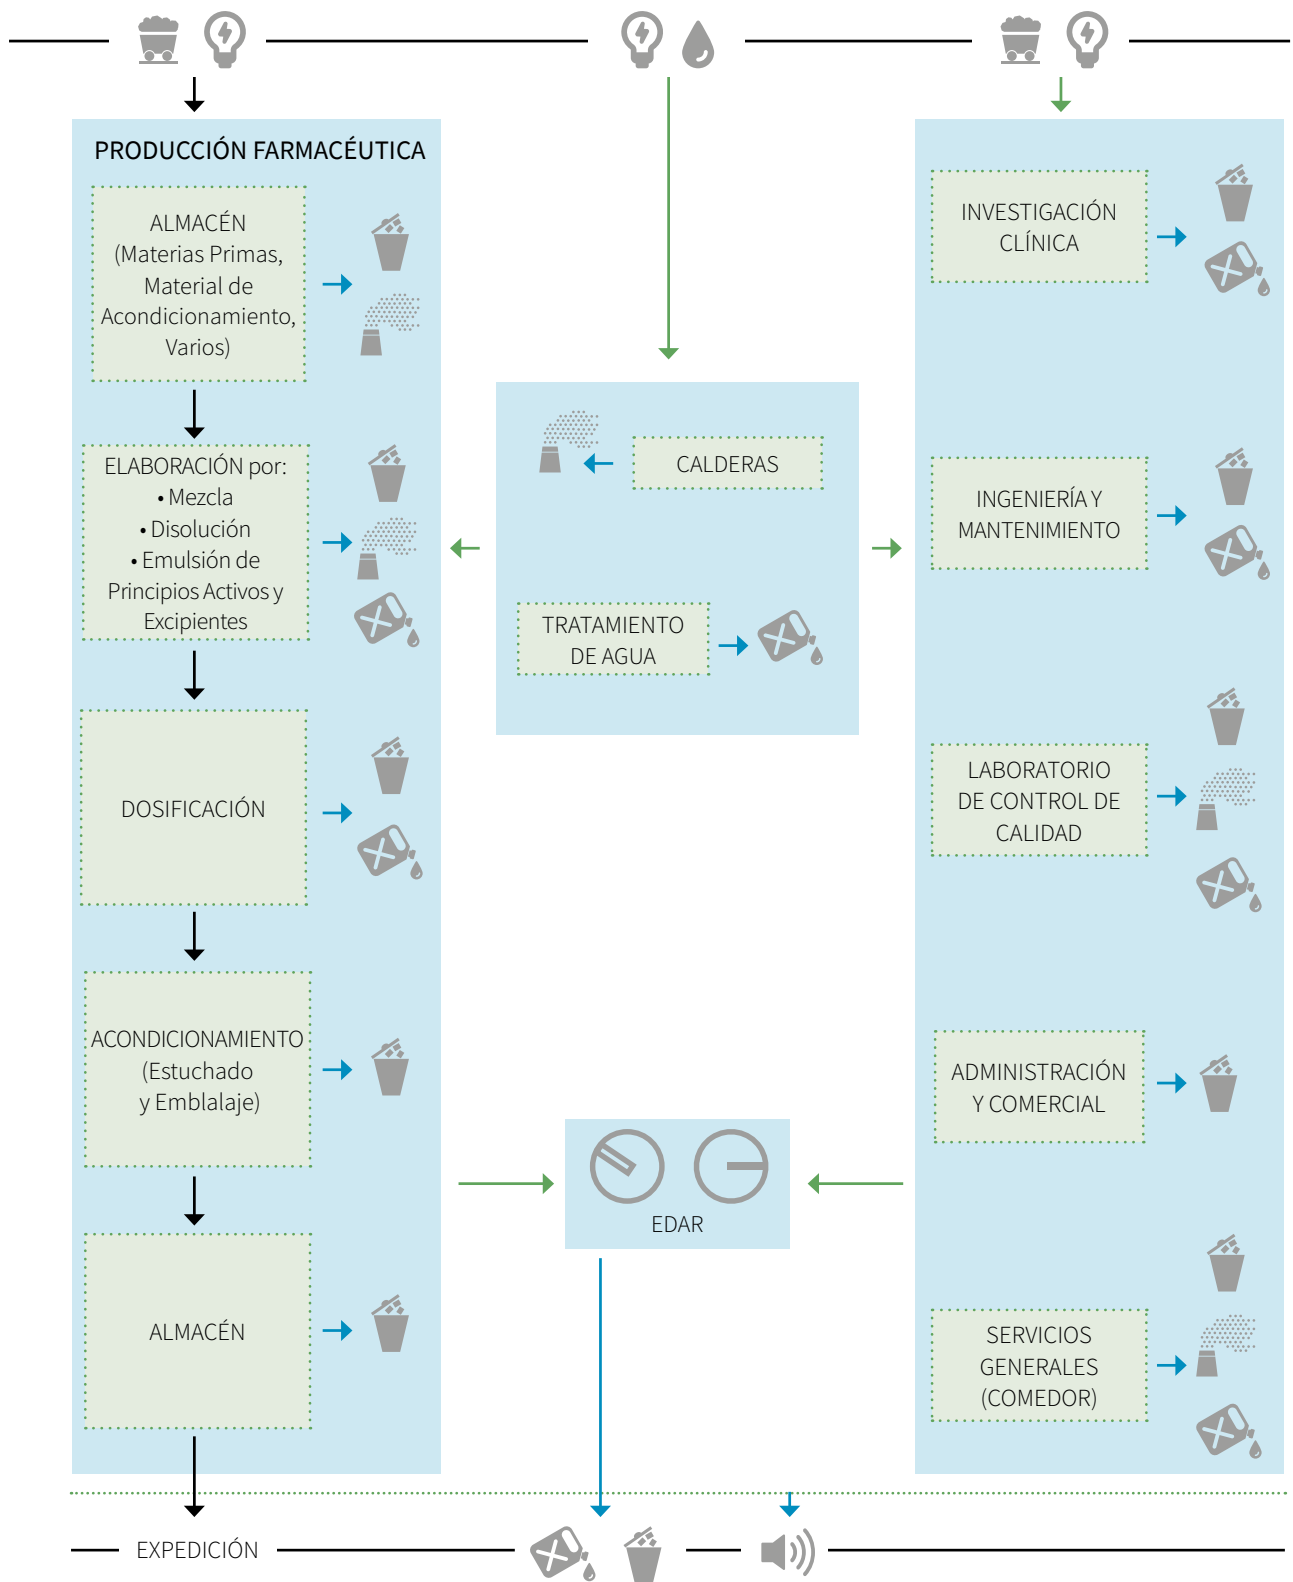 PRODUCCIÓN FARMACÉUTICA
ALMACÉN
(Materias Primas,
Material de
Acondicionamiento,
Varios)
ELABORACIÓN por:
• Mezcla
• Disolución
• Emulsión de
Principios Activos y
Excipientes
DOSIFICACIÓN
ACONDICIONAMIENTO
(Estuchado
y Emblalaje)
ALMACÉN
EXPEDICIÓN
CALDERAS
TRATAMIENTO
DE AGUA
EDAR
INVESTIGACIÓN
CLÍNICA
INGENIERÍA Y
MANTENIMIENTO
LABORATORIO
DE CONTROL DE
CALIDAD
ADMINISTRACIÓN
Y COMERCIAL
SERVICIOS
GENERALES
(COMEDOR)